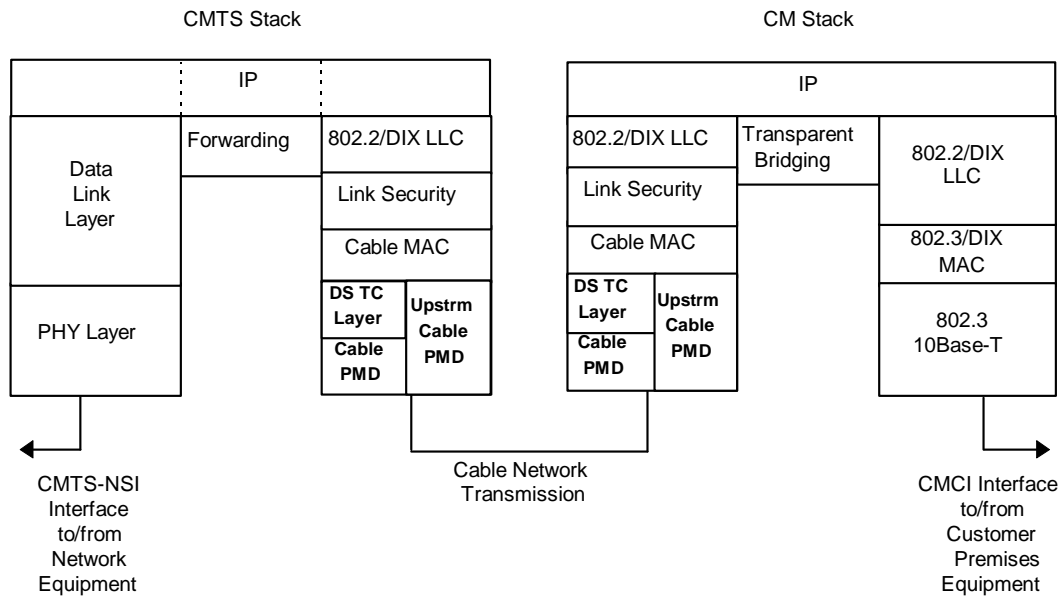 CMTS Stack
CM Stack
IP
IP
Data
Link
Layer
Forwarding
802.2/DIX LLC
Link Security
Cable MAC
DS TC
Layer
Cable
PMD
Upstrm
Cable
PMD
PHY Layer
802.2/DIX LLC
Link Security
Cable MAC
DS TC
Layer
Cable
PMD
Upstrm
Cable
PMD
Transparent
Bridging
802.2/DIX
LLC
802.3/DIX
MAC
802.3
10Base-T
CMTS-NSI
Interface
to/from
Network
Equipment
Cable Network
Transmission
CMCI Interface
to/from
Customer
Premises
Equipment